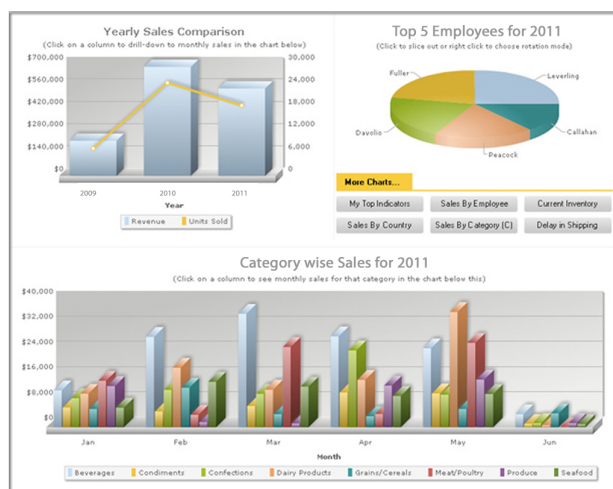 Yearly Sales Comparison
(Click on a column to drill-down to monthly sales in the chart below)
$700,000
$560,000
$420,000
$280,000
$140,000
$0
30,000
24,000
18,000
12,000
6,000
0
2009
2010
2011
Year
Revenue
Units Sold
Top 5 Employees for 2011
(Click to slice out or right click to choose rotation mode)
Fuller
Leverling
Davolio
Callahan
Peacock
More Charts...
My Top Indicators
Sales By Employee
Current Inventory
Sales By Country
Sales By Category (C)
Delay in Shipping
Category wise Sales for 2011
(Click on a column to see monthly sales for that category in the chart below this)
$40,000
$32,000
$24,000
$16,000
$8,000
$0
Jan
Feb
Mar
Apr
May
Jun
Month
Beverages
Condiments
Confections
Dairy Products
Grains/Cereals
Meat/Poultry
Produce
Seafood